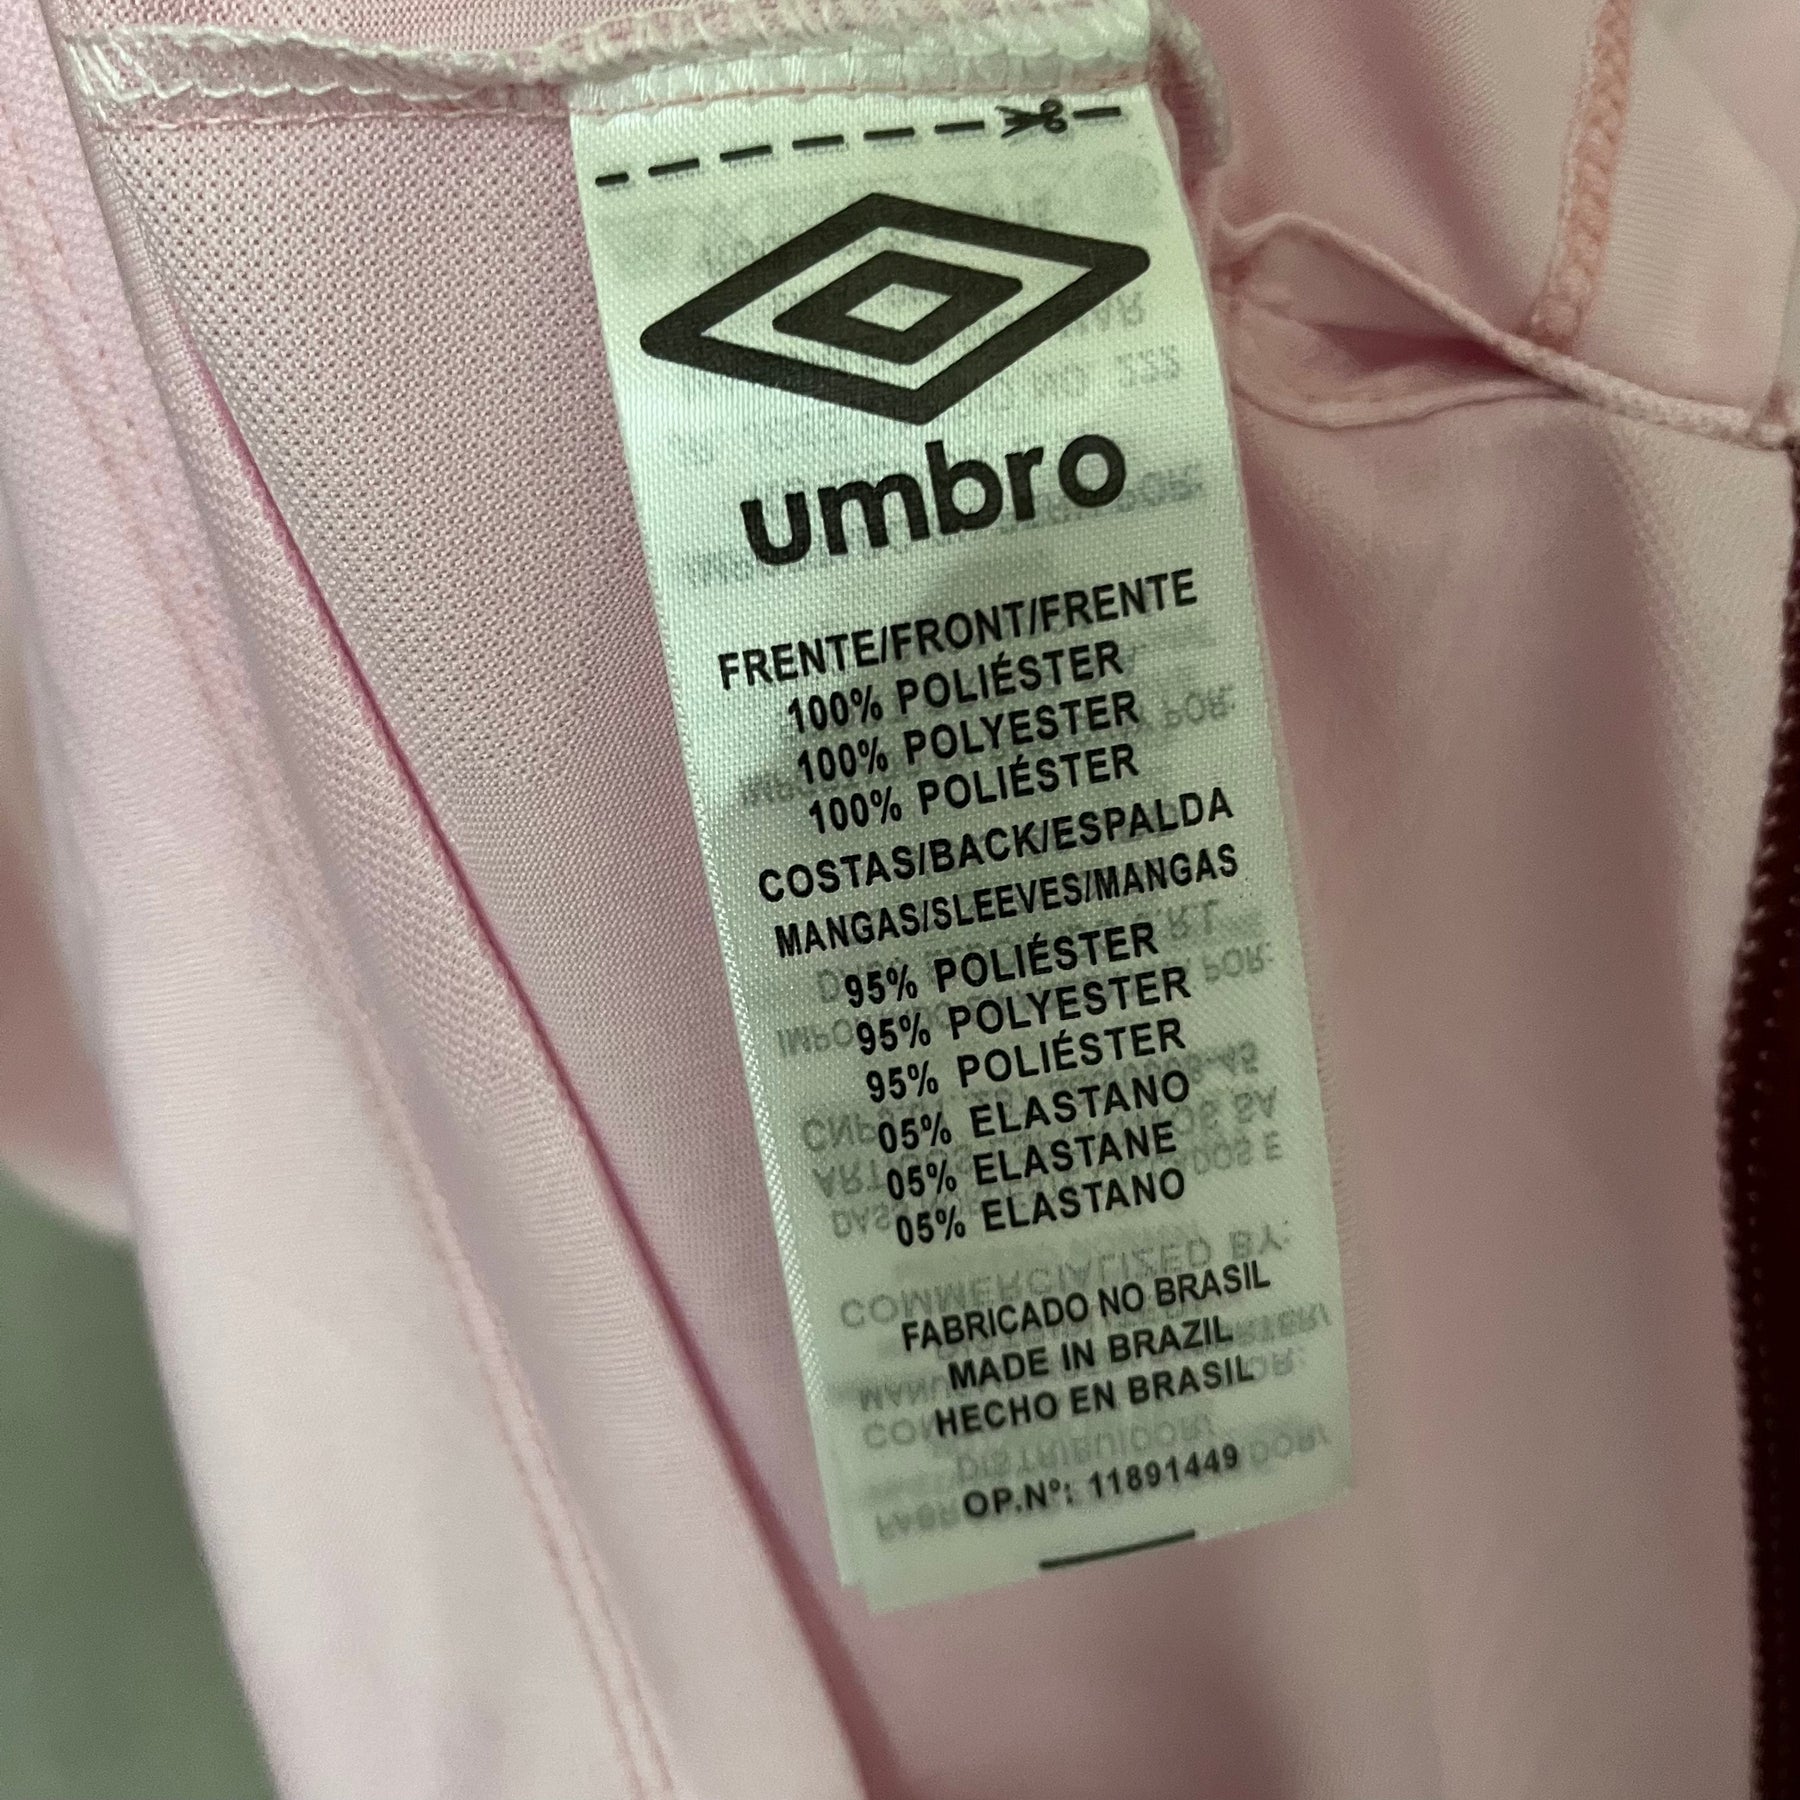 umbro
FRENTE/FRONT/FRENTE
100% POLIÉSTER
100% POLYESTER
100% POLIÉSTER
COSTAS/BACK/ESPALDA
MANGAS/SLEEVES/MANGAS
95% POLIÉSTER
95% POLYESTER
95% POLIÉSTER
05% ELASTANO
05% ELASTANE
05% ELASTANO
FABRICADO NO BRASIL
MADE IN BRAZIL
HECHO EN BRASIL
OP.Nº: 11891449